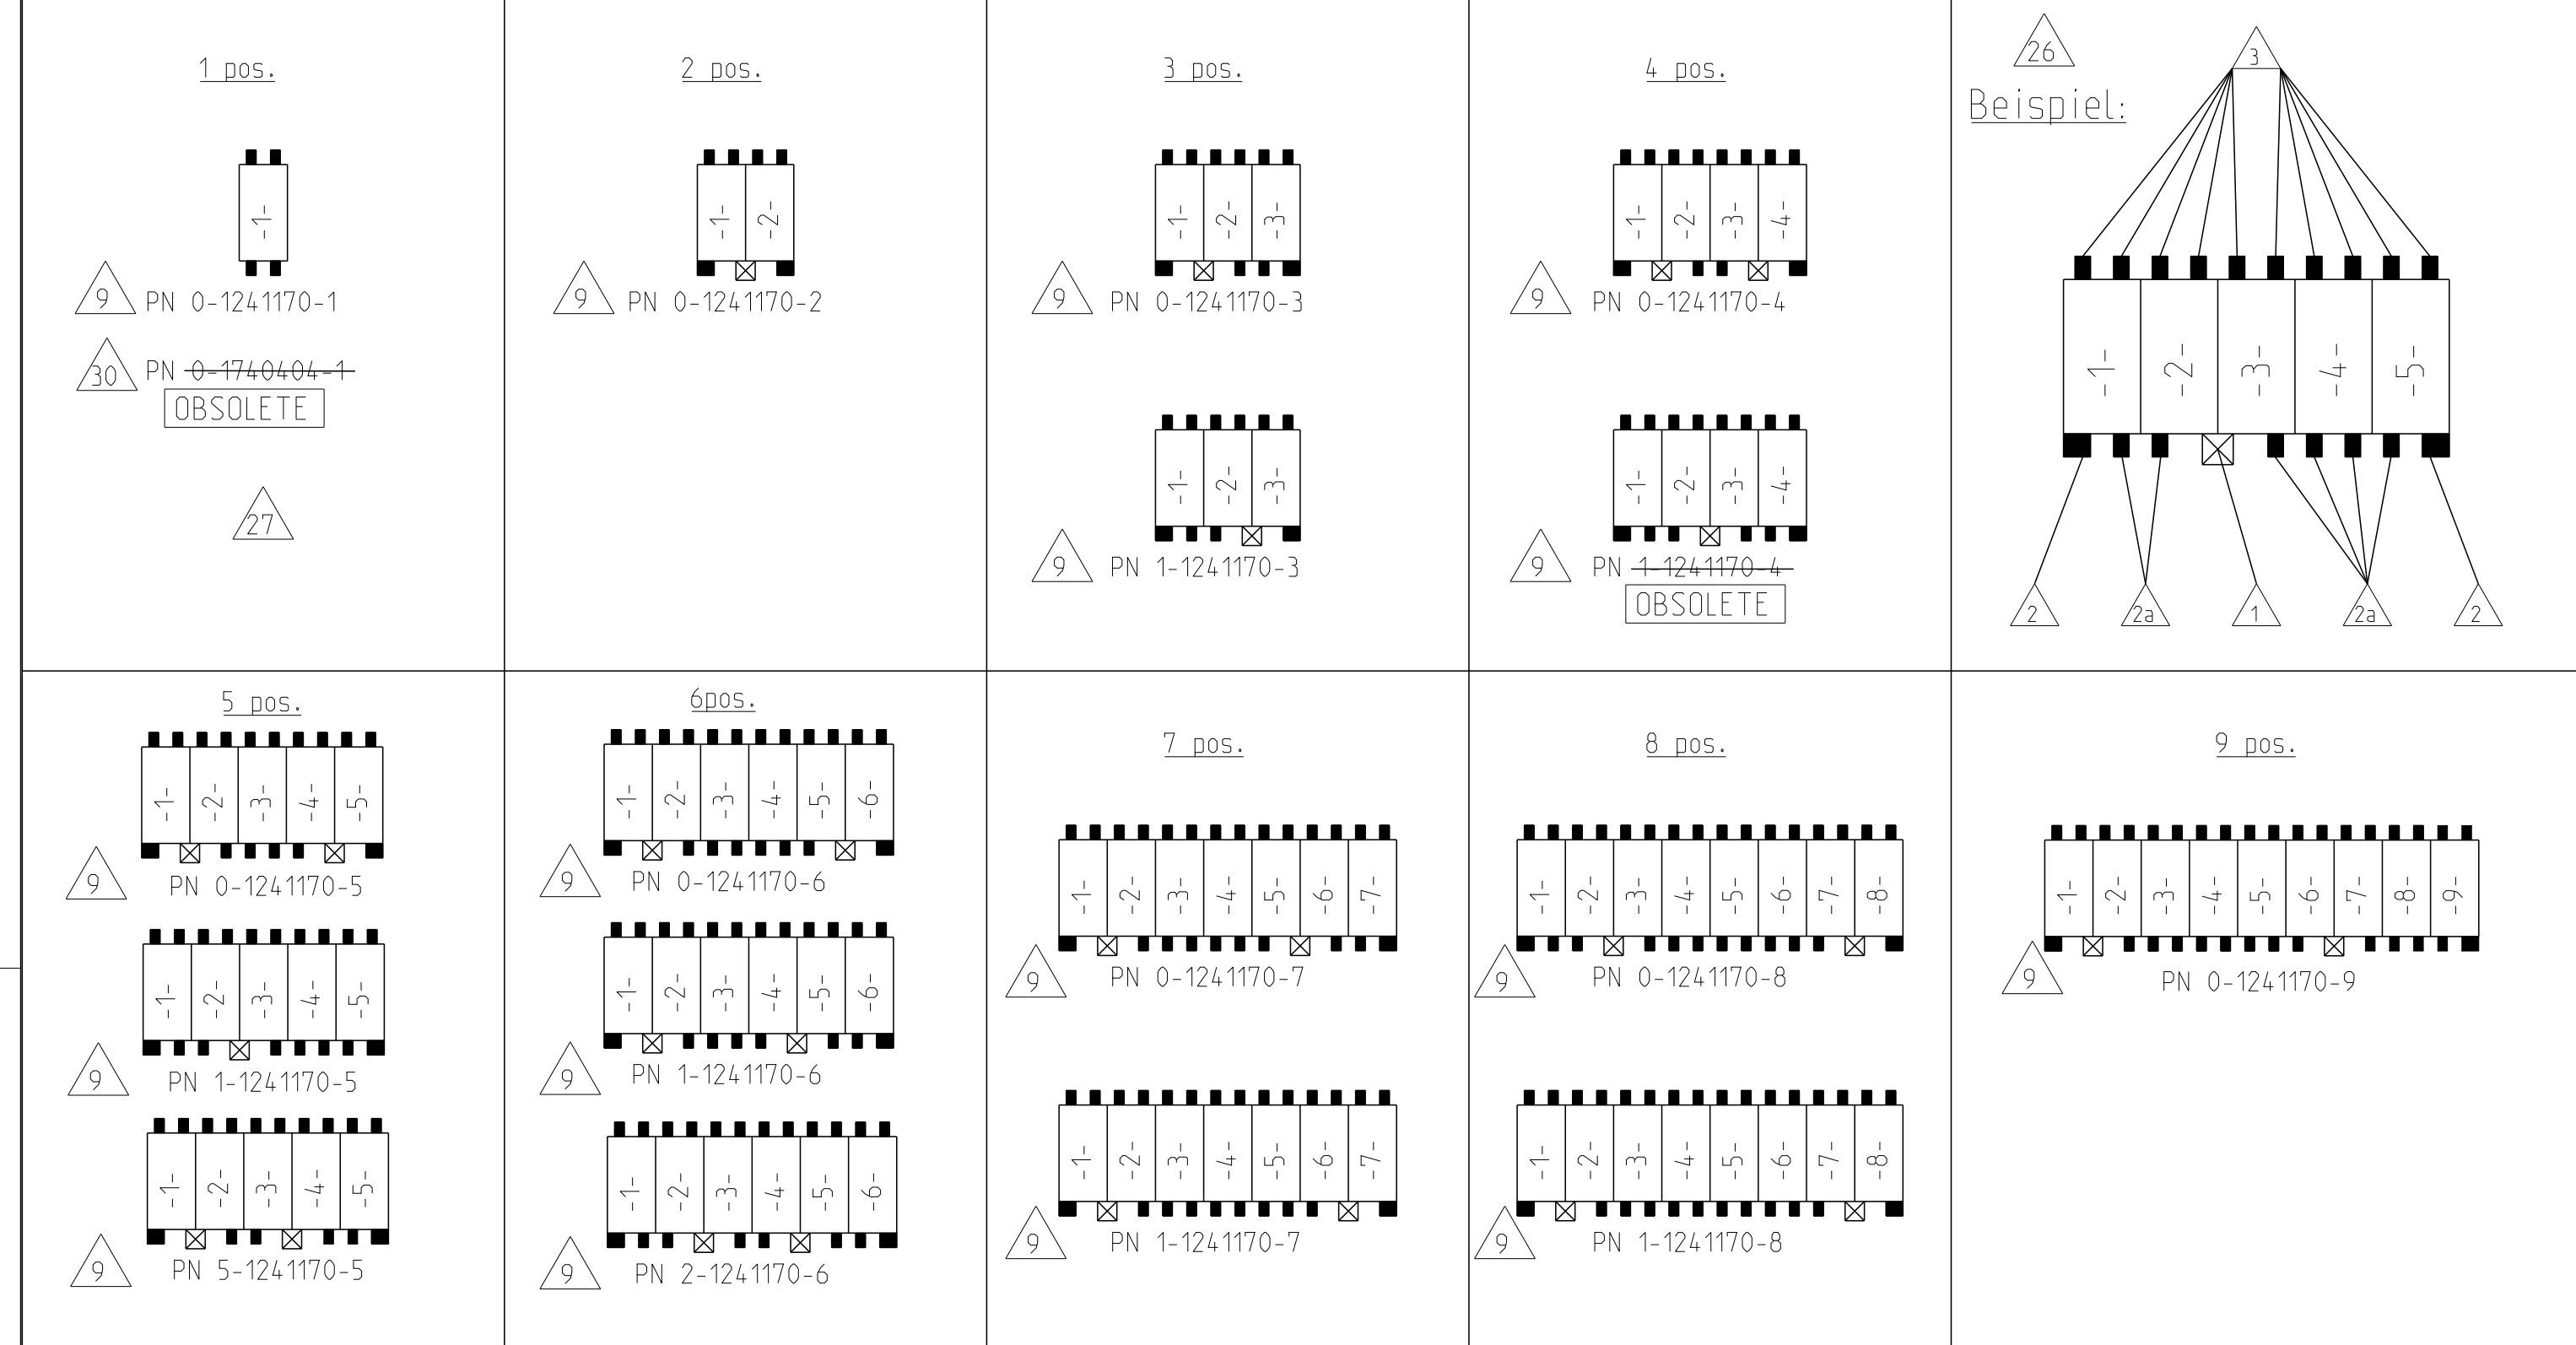 1 pos.
-1-
9 PN 0-1241170-1
30 PN 0-1740404-1
OBSOLETE
27
2 pos.
-1- -2-
9 PN 0-1241170-2
3 pos.
-1- -2- -3-
9 PN 0-1241170-3
-1- -2- -3-
9 PN 1-1241170-3
4 pos.
-1- -2- -3- -4-
9 PN 0-1241170-4
-1- -2- -3- -4-
9 PN 1-1241170-4
OBSOLETE
26
3
Beispiel:
-1- -2- -3- -4- -5-
2 2a 1 2a 2
5 pos.
-1- -2- -3- -4- -5-
9 PN 0-1241170-5
-1- -2- -3- -4- -5-
9 PN 1-1241170-5
-1- -2- -3- -4- -5-
9 PN 5-1241170-5
6pos.
-1- -2- -3- -4- -5- -6-
9 PN 0-1241170-6
-1- -2- -3- -4- -5- -6-
9 PN 1-1241170-6
-1- -2- -3- -4- -5- -6-
9 PN 2-1241170-6
7 pos.
-1- -2- -3- -4- -5- -6- -7-
9 PN 0-1241170-7
-1- -2- -3- -4- -5- -6- -7-
9 PN 1-1241170-7
8 pos.
-1- -2- -3- -4- -5- -6- -7- -8-
9 PN 0-1241170-8
-1- -2- -3- -4- -5- -6- -7- -8-
9 PN 1-1241170-8
9 pos.
-1- -2- -3- -4- -5- -6- -7- -8- -9-
9 PN 0-1241170-9